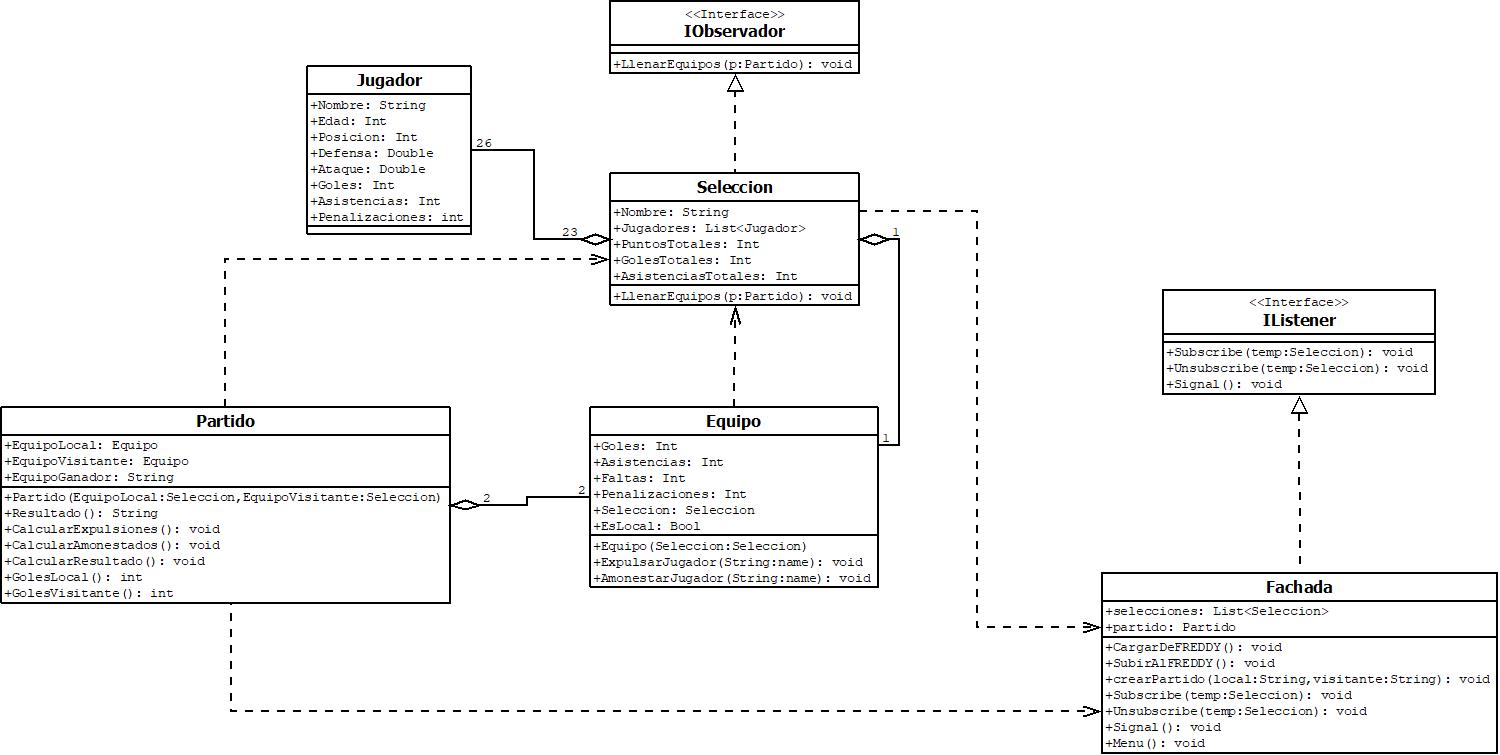 <<Interface>>
IObservador
+LlenarEquipos(p:Partido): void
Jugador
+Nombre: String
+Edad: Int
+Posicion: Int
+Defensa: Double
+Ataque: Double
+Goles: Int
+Asistencias: Int
+Penalizaciones: int
26
23
Seleccion
+Nombre: String
+Jugadores: List<Jugador>
+PuntosTotales: Int
+GolesTotales: Int
+AsistenciasTotales: Int
+LlenarEquipos(p:Partido): void
1
1
<<Interface>>
IListener
+Subscribe(temp:Seleccion): void
+Unsubscribe(temp:Seleccion): void
+Signal(): void
Partido
+EquipoLocal: Equipo
+EquipoVisitante: Equipo
+EquipoGanador: String
+Partido(EquipoLocal:Seleccion,EquipoVisitante:Seleccion)
+Resultado(): String
+CalcularExpulsiones(): void
+CalcularAmonestados(): void
+CalcularResultado(): void
+GolesLocal(): int
+GolesVisitante(): int
2
2
Equipo
+Goles: Int
+Asistencias: Int
+Faltas: Int
+Penalizaciones: Int
+Seleccion: Seleccion
+EsLocal: Bool
+Equipo(Seleccion:Seleccion)
+ExpulsarJugador(String:name): void
+AmonestarJugador(String:name): void
Fachada
+selecciones: List<Seleccion>
+partido: Partido
+CargarDeFREDDY(): void
+SubirAlFREDDY(): void
+crearPartido(local:String,visitante:String): void
+Subscribe(temp:Seleccion): void
+Unsubscribe(temp:Seleccion): void
+Signal(): void
+Menu(): void